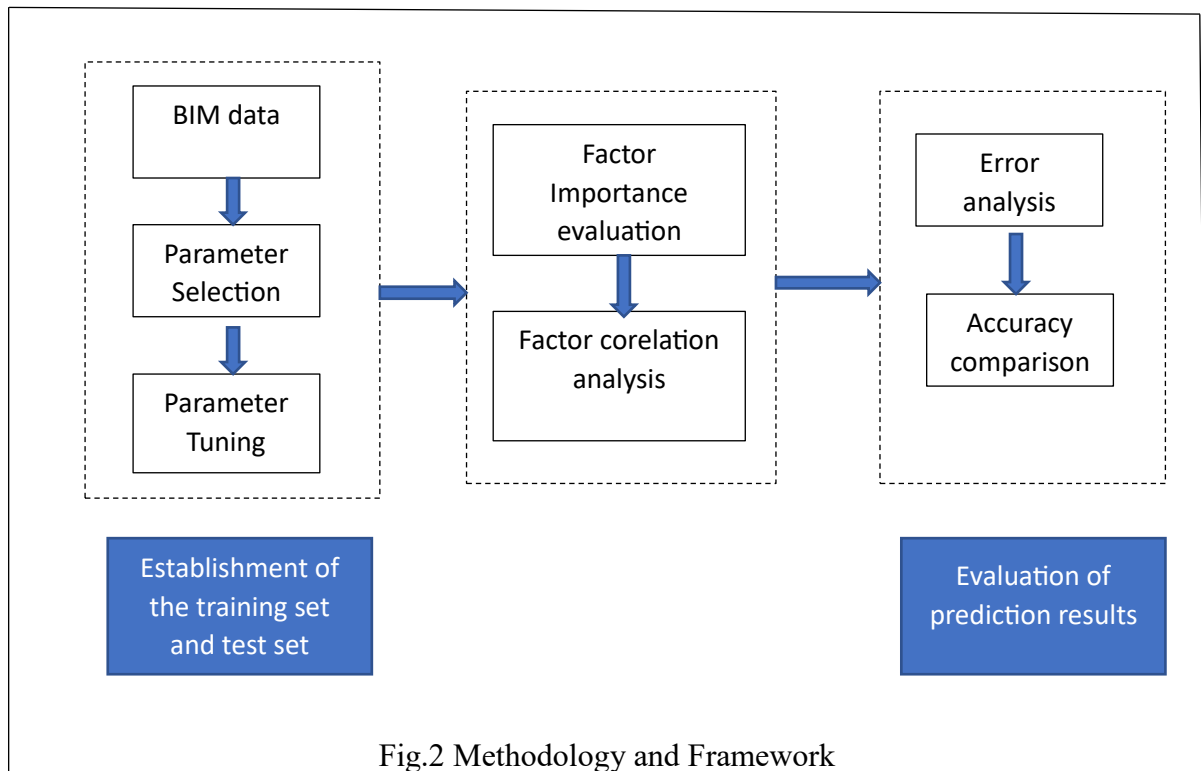 BIM data
Parameter
Selection
Parameter
Tuning
Establishment of
the training set
and test set
Factor
Importance
evaluation
Factor corelation
analysis
Error
analysis
Accuracy
comparison
Evaluation of
prediction results
Fig.2 Methodology and Framework